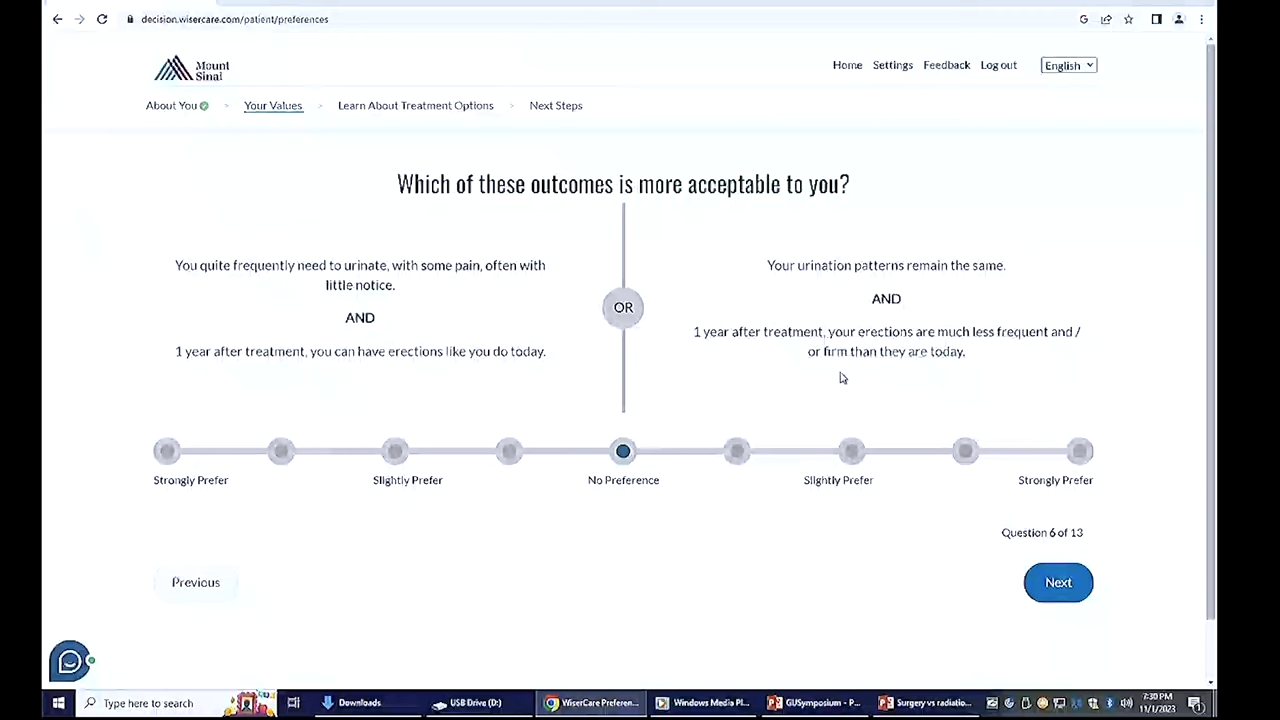 decision.wisercare.com/patient/preferences
Mount
Sinai
Home Settings Feedback Log out English
About You > Your Values > Learn About Treatment Options > Next Steps
Which of these outcomes is more acceptable to you?
You quite frequently need to urinate, with some pain, often with
little notice.
AND
1 year after treatment, you can have erections like you do today.
OR
Your urination patterns remain the same.
AND
1 year after treatment, your erections are much less frequent and /
or firm than they are today.
Strongly Prefer Slightly Prefer No Preference Slightly Prefer Strongly Prefer
Question 6 of 13
Previous Next
Type here to search Downloads USB Drive (D:) WiserCare Preferen... Windows Media Pl... GUSymposium - P... Surgery vs radiatio... 7:30 PM
11/1/2023